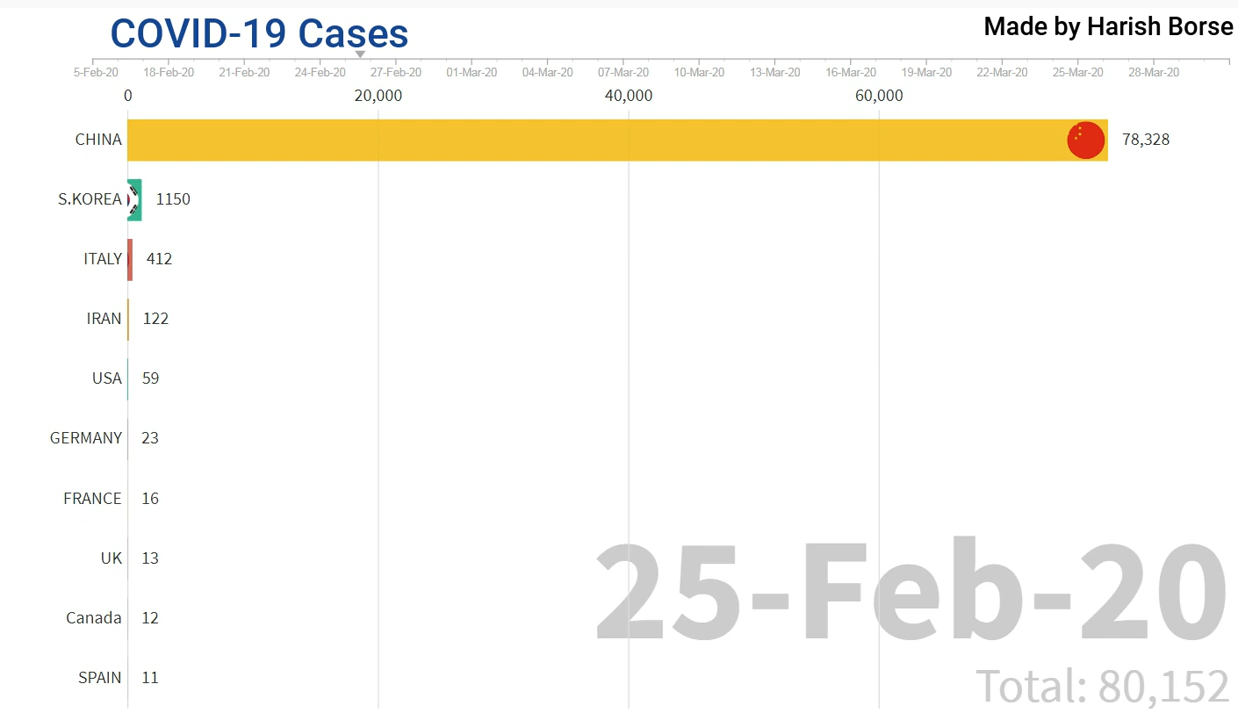 COVID-19 Cases
Made by Harish Borse
5-Feb-20 18-Feb-20 21-Feb-20 24-Feb-20 27-Feb-20 01-Mar-20 04-Mar-20 07-Mar-20 10-Mar-20 13-Mar-20 16-Mar-20 19-Mar-20 22-Mar-20 25-Mar-20 28-Mar-20
0 20,000 40,000 60,000
CHINA 78,328
S.KOREA 1150
ITALY 412
IRAN 122
USA 59
GERMANY 23
FRANCE 16
UK 13
Canada 12
SPAIN 11
25-Feb-20
Total: 80,152